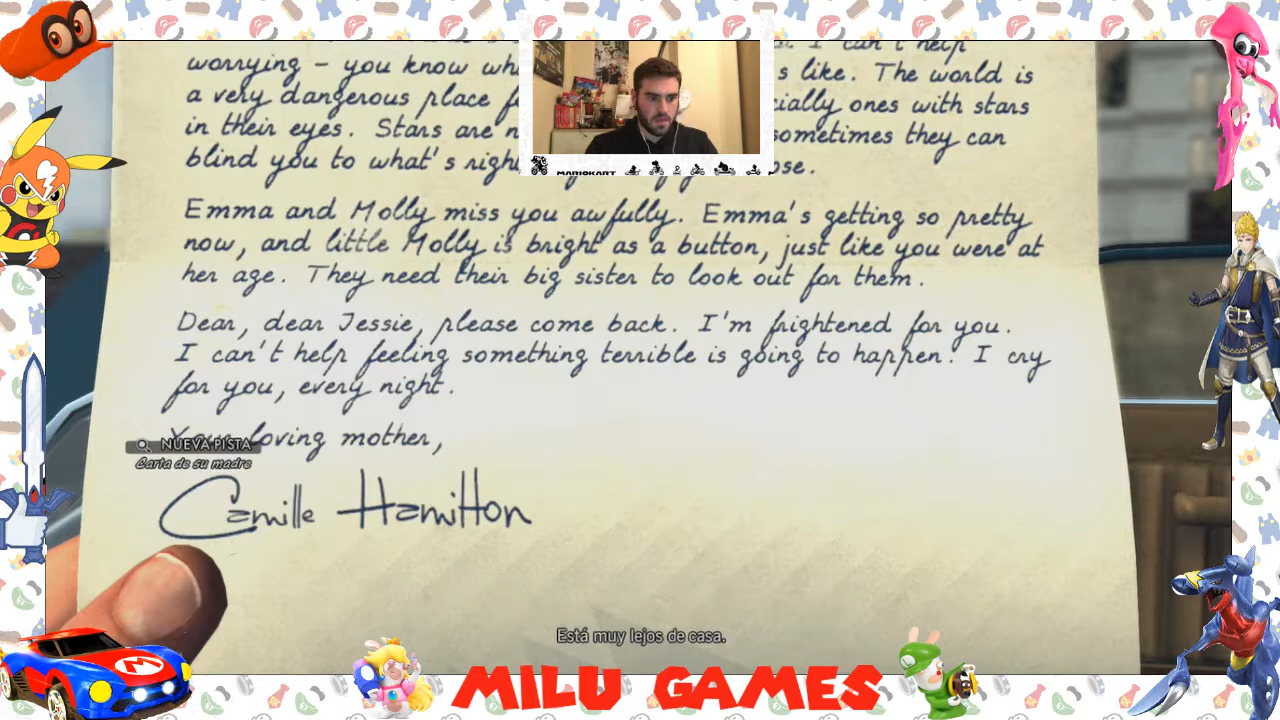 I can't help
worrying – you know wh s like. The world is
a very dangerous place f cially ones with stars
in their eyes. Stars are n sometimes they can
blind you to what's righ ose.
MARIOKART
Emma and Molly miss you awfully. Emma's getting so pretty
now, and little Molly is bright as a button, just like you were at
her age. They need their big sister to look out for them.
Dear, dear Jessie, please come back. I'm frightened for you.
I can't help feeling something terrible is going to happen. I cry
for you, every night.
Your loving mother,
NUEVA PISTA
Carta de su madre
Camille Hamilton
Está muy lejos de casa.
M
MILU GAMES